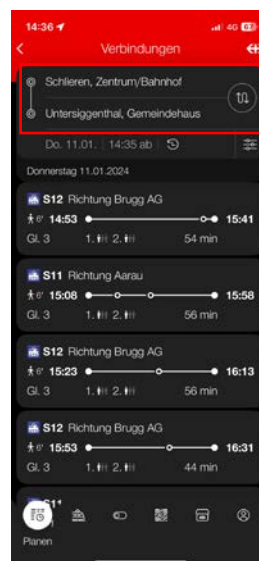 14:36
4G 63
Verbindungen
Schlieren, Zentrum/Bahnhof
Untersiggenthal, Gemeindehaus
Do. 11.01. 14:35 ab
Donnerstag 11.01.2024
S12 Richtung Brugg AG
6' 14:53 15:41
Gl. 3 1. 2. 54 min
S11 Richtung Aarau
6' 15:08 15:58
Gl. 3 1. 2. 56 min
S12 Richtung Brugg AG
6' 15:23 16:13
Gl. 3 1. 2. 56 min
S12 Richtung Brugg AG
6' 15:53 16:31
Gl. 3 1. 2. 44 min
Planen